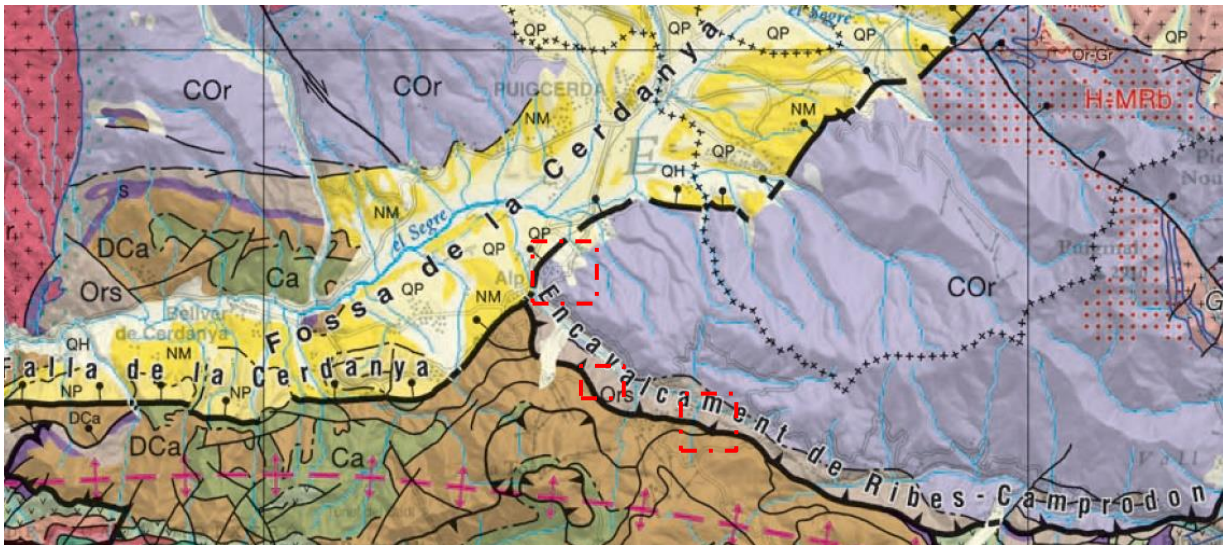 el Segre
QP
QP
QP
QP
Or-Gr
QP
COr
COr
PUIGCERDÀ
H-MRb
NM
NM
E
QP
QH
S
NM
el Segre
DCa
Ca
QP
QP
Ors
Alp
COr
QP
NM
Bellver
de Cerdanya
QH
NM
Fossa de la Cerdanya
Falla de la Cerdanya
NP
NP
Ors
DCa
DCa
Ca
Encavalcament de Ribes-Camprodon